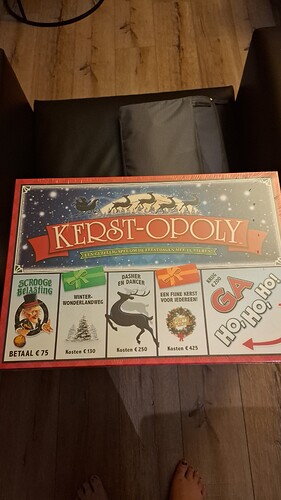 KERST-OPOLY
SCROOGE
Belasting
BETAAL € 75
WINTER-
WONDERLANDWEG
Kosten € 130
DASHER
EN DANCER
Kosten € 250
EEN FIJNE KERST
VOOR IEDEREEN!
Kosten € 425
GA
HO, HO, HO!